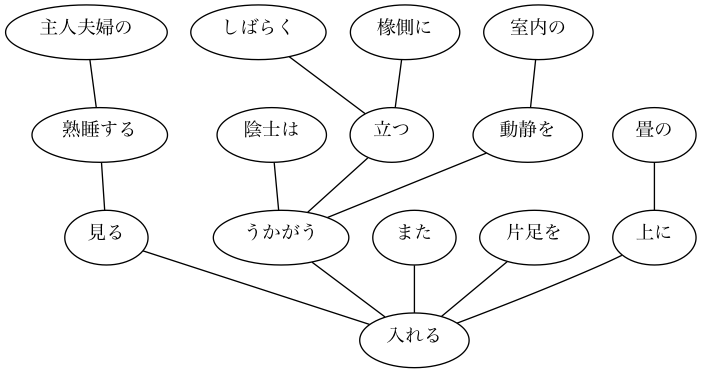 主人夫婦の しばらく 椽側に 室内の
熟睡する 陰士は 立つ 動静を 畳の
見る うかがう また 片足を 上に
入れる